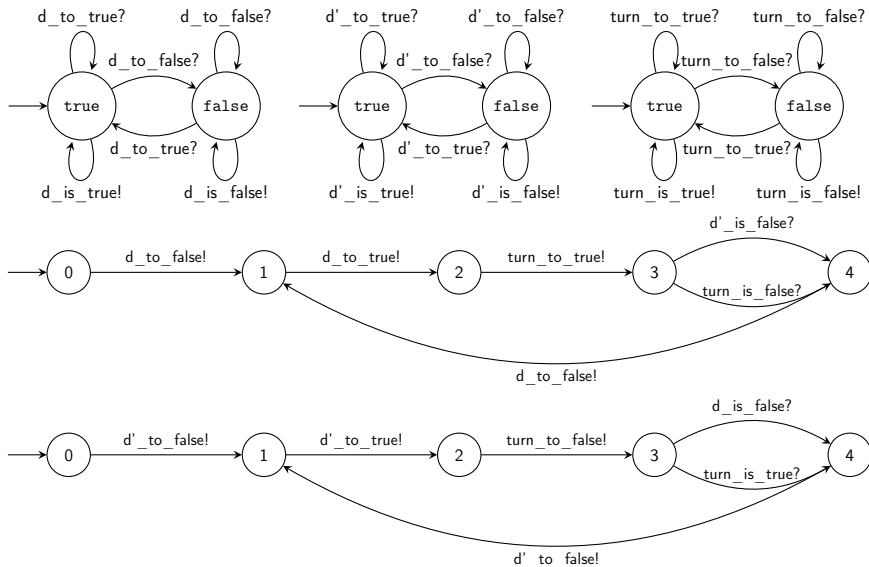 d_to_true? d_to_false? d'_to_true? d'_to_false? turn_to_true? turn_to_false?
d_to_false? d'_to_false? turn_to_false?
true false true false true false
d_to_true? d'_to_true? turn_to_true?
d_is_true! d_is_false! d'_is_true! d'_is_false! turn_is_true! turn_is_false!
d'_is_false?
d_to_false! d_to_true! turn_to_true!
0 1 2 3 4
turn_is_false?
d_to_false!
d_is_false?
d'_to_false! d'_to_true! turn_to_false!
0 1 2 3 4
turn_is_true?
d'_to_false!